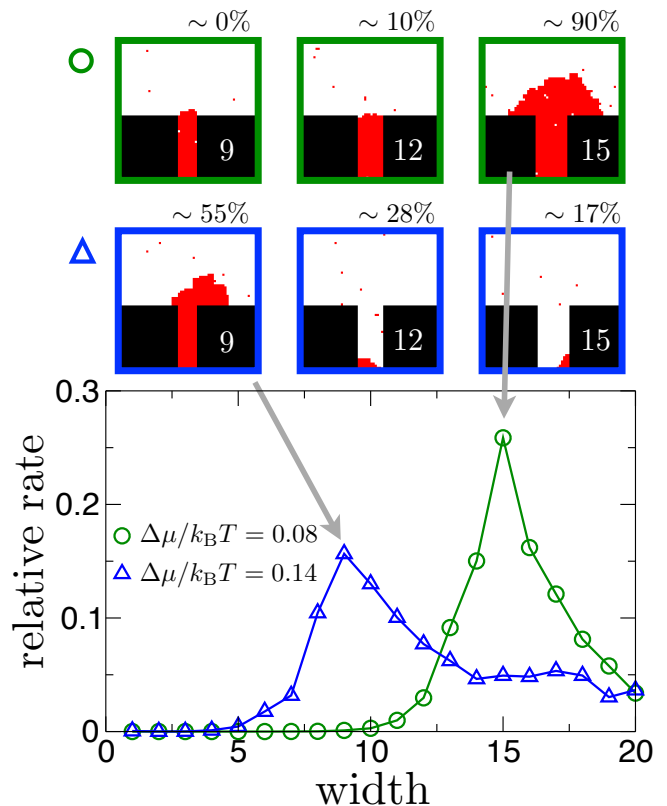 ∼ 0% ∼ 10% ∼ 90%
9 12 15
∼ 55% ∼ 28% ∼ 17%
9 12 15
0.3
0.2
0.1
0
relative rate
Δμ/k_BT = 0.08
Δμ/k_BT = 0.14
0 5 10 15 20
width